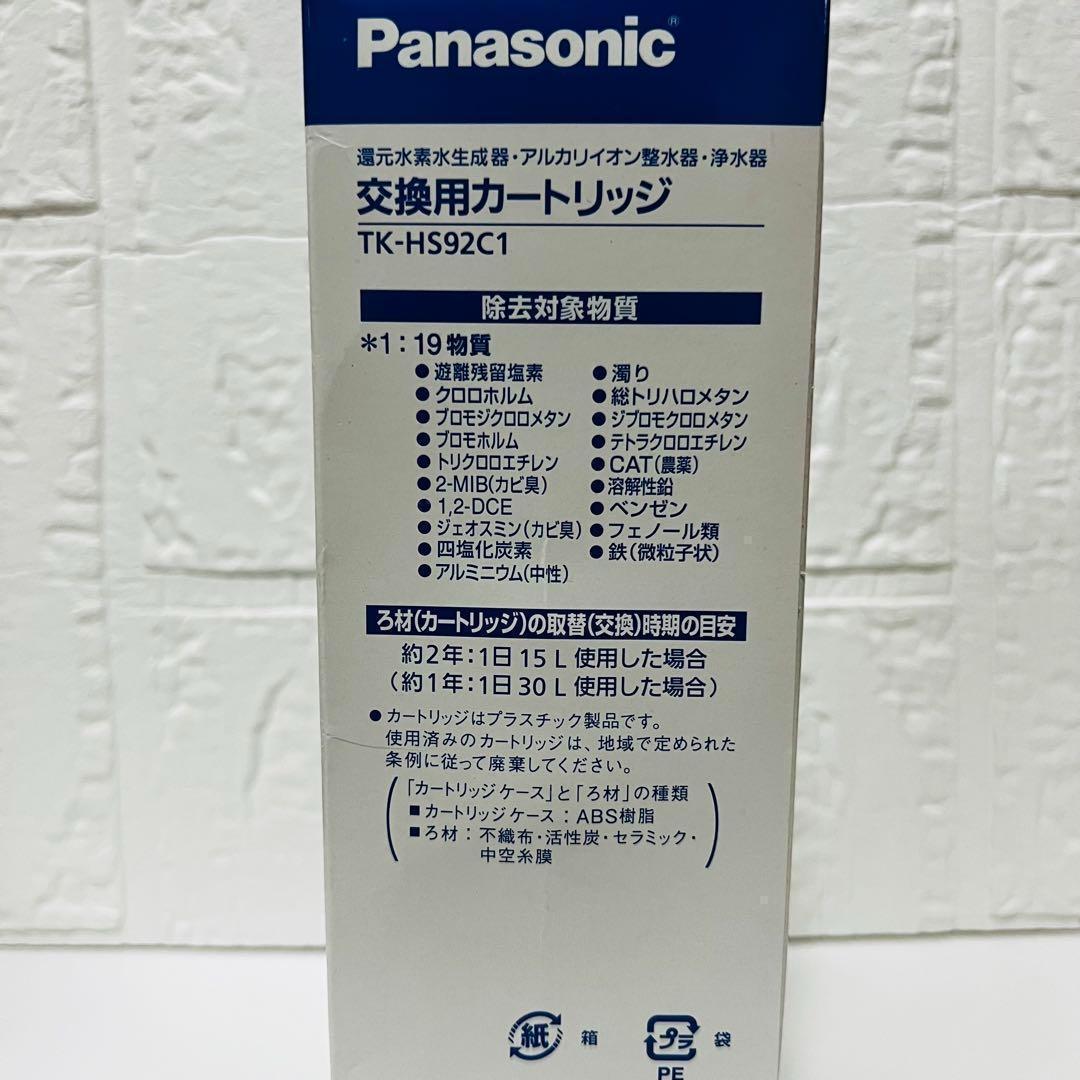 Panasonic®
還元水素水生成器・アルカリイオン整水器・浄水器
交換用カートリッジ
TK-HS92C1
除去対象物質
*1：19物質
●遊離残留塩素 ●濁り
●クロロホルム ●総トリハロメタン
●ブロモジクロロメタン ●ジブロモクロロメタン
●ブロモホルム ●テトラクロロエチレン
●トリクロロエチレン ●CAT(農薬)
●2-MIB(カビ臭) ●溶解性鉛
●1,2-DCE ●ベンゼン
●ジェオスミン(カビ臭) ●フェノール類
●四塩化炭素 ●鉄(微粒子状)
●アルミニウム(中性)
ろ材(カートリッジ)の取替(交換)時期の目安
約2年：1日15L使用した場合
(約1年：1日30L使用した場合)
●カートリッジはプラスチック製品です。
使用済みのカートリッジは、地域で定められた
条例に従って廃棄してください。
「カートリッジケース」と「ろ材」の種類
■カートリッジケース：ABS樹脂
■ろ材：不織布・活性炭・セラミック・
中空糸膜
紙 箱 プラ 袋
PE